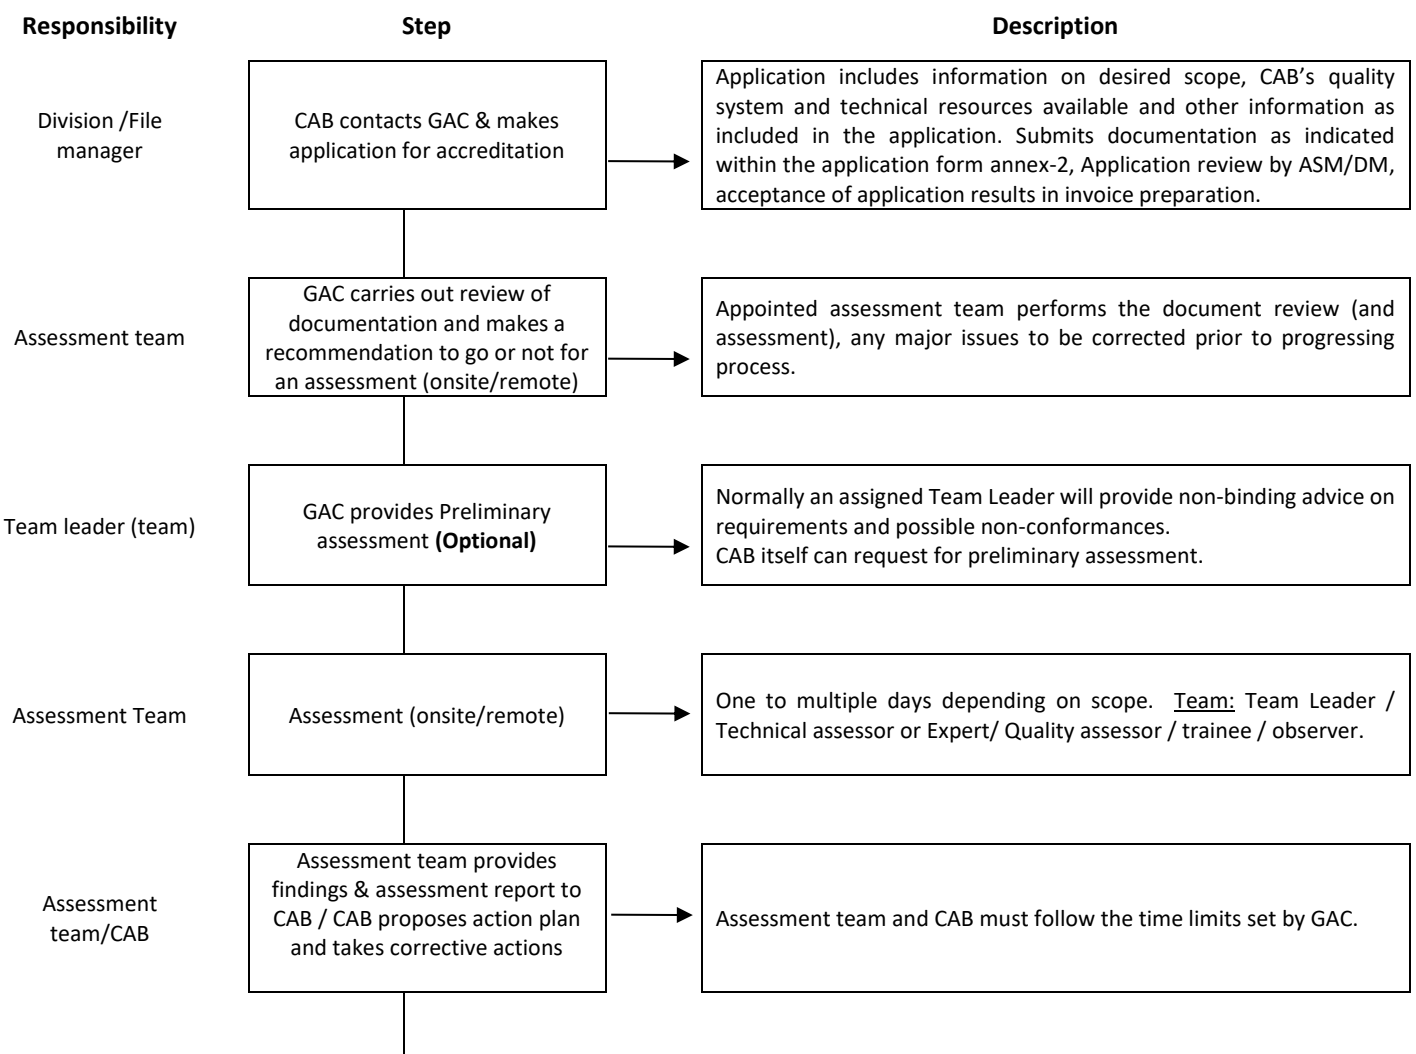 Responsibility
Step
Description
Division /File
manager
CAB contacts GAC & makes
application for accreditation
Application includes information on desired scope, CAB’s quality
system and technical resources available and other information as
included in the application. Submits documentation as indicated
within the application form annex-2, Application review by ASM/DM,
acceptance of application results in invoice preparation.
Assessment team
GAC carries out review of
documentation and makes a
recommendation to go or not for
an assessment (onsite/remote)
Appointed assessment team performs the document review (and
assessment), any major issues to be corrected prior to progressing
process.
Team leader (team)
GAC provides Preliminary
assessment (Optional)
Normally an assigned Team Leader will provide non-binding advice on
requirements and possible non-conformances.
CAB itself can request for preliminary assessment.
Assessment Team
Assessment (onsite/remote)
One to multiple days depending on scope. Team: Team Leader /
Technical assessor or Expert/ Quality assessor / trainee / observer.
Assessment
team/CAB
Assessment team provides
findings & assessment report to
CAB / CAB proposes action plan
and takes corrective actions
Assessment team and CAB must follow the time limits set by GAC.